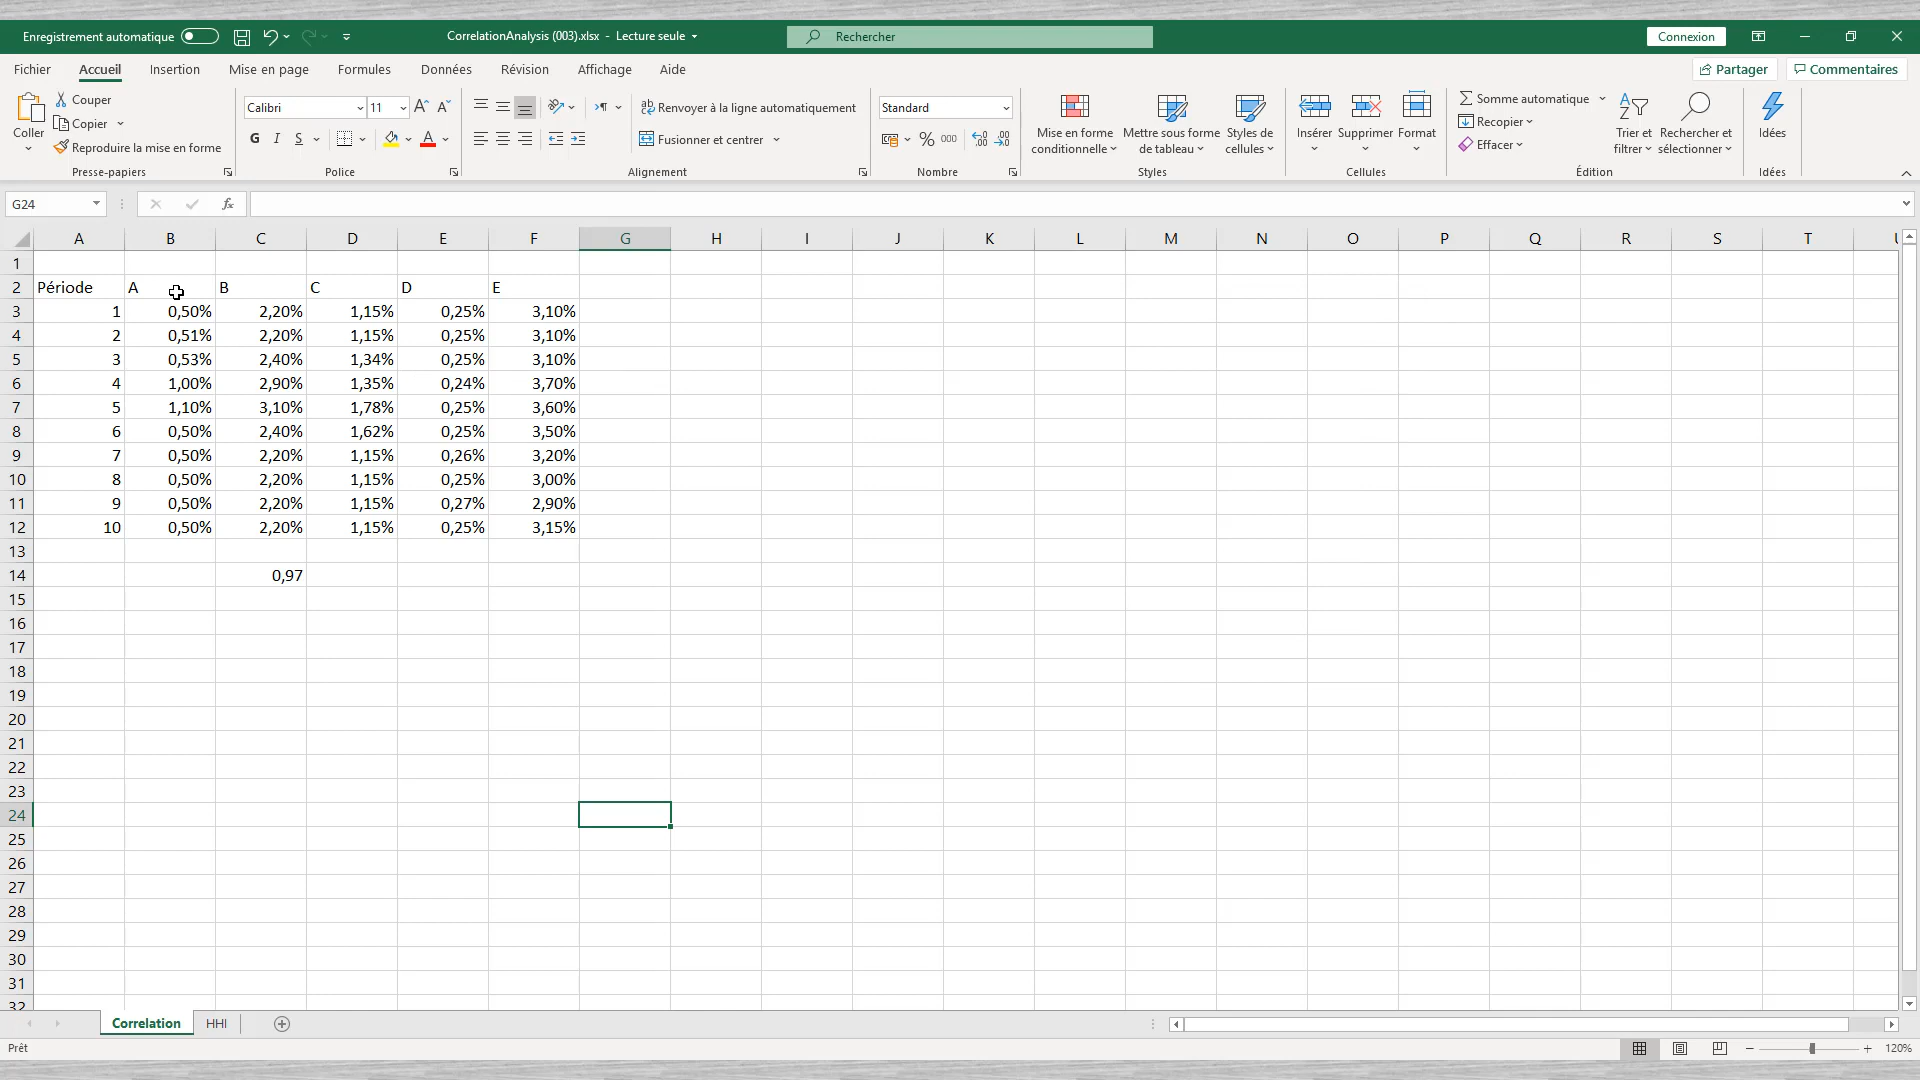 Enregistrement automatique CorrelationAnalysis (003).xlsx - Lecture seule Rechercher Connexion
Fichier Accueil Insertion Mise en page Formules Données Révision Affichage Aide Partager Commentaires
Coller
Couper
Copier
Reproduire la mise en forme
Presse-papiers
Calibri 11
G I S
Police
Renvoyer à la ligne automatiquement
Fusionner et centrer
Alignement
Standard
% 000
Nombre
Mise en forme conditionnelle
Mettre sous forme de tableau
Styles de cellules
Styles
Insérer Supprimer Format
Cellules
Somme automatique
Recopier
Effacer
Trier et filtrer
Rechercher et sélectionner
Édition
Idées
Idées
G24 fx
A B C D E F G H I J K L M N O P Q R S T U
1
2 Période A B C D E
3 1 0,50% 2,20% 1,15% 0,25% 3,10%
4 2 0,51% 2,20% 1,15% 0,25% 3,10%
5 3 0,53% 2,40% 1,34% 0,25% 3,10%
6 4 1,00% 2,90% 1,35% 0,24% 3,70%
7 5 1,10% 3,10% 1,78% 0,25% 3,60%
8 6 0,50% 2,40% 1,62% 0,25% 3,50%
9 7 0,50% 2,20% 1,15% 0,26% 3,20%
10 8 0,50% 2,20% 1,15% 0,25% 3,00%
11 9 0,50% 2,20% 1,15% 0,27% 2,90%
12 10 0,50% 2,20% 1,15% 0,25% 3,15%
13
14 0,97
15
16
17
18
19
20
21
22
23
24
25
26
27
28
29
30
31
32
Correlation HHI
Prêt 120%